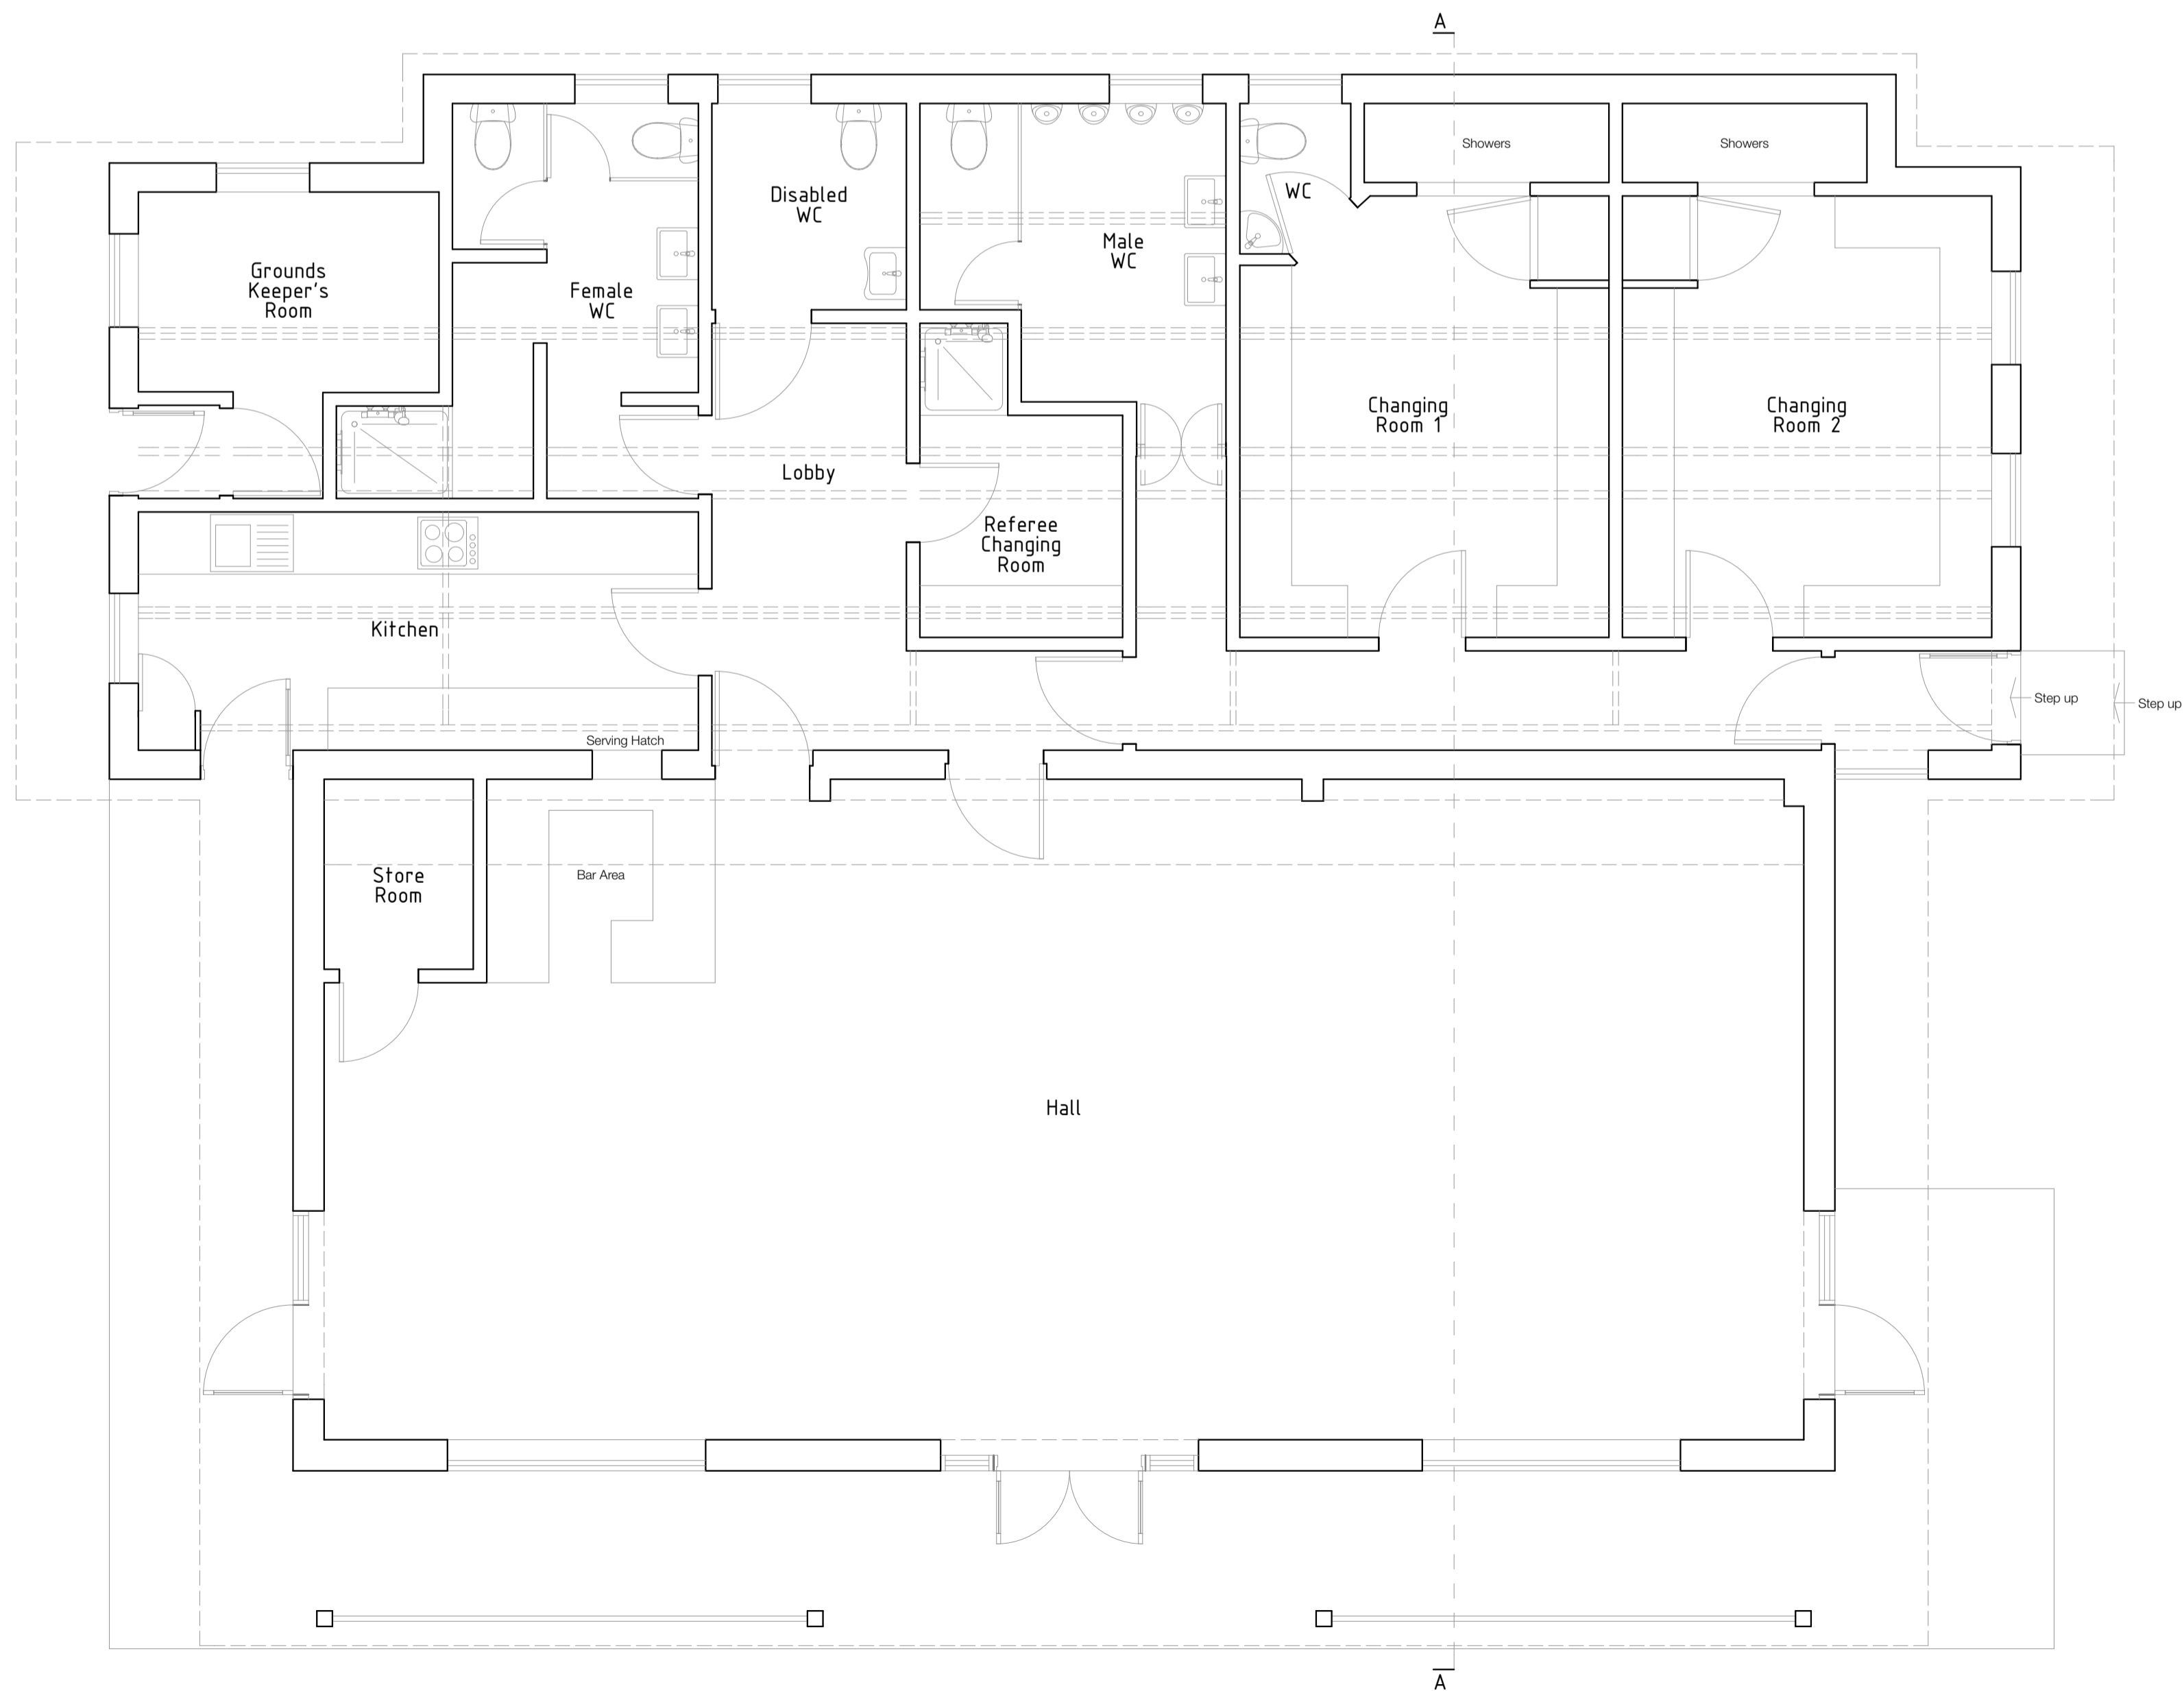 A
Showers
Showers
Disabled
WC
WC
Male
WC
Grounds
Keeper's
Room
Female
WC
Changing
Room 1
Changing
Room 2
Lobby
Referee
Changing
Room
Kitchen
Step up
Step up
Serving Hatch
Store
Room
Bar Area
Hall
A